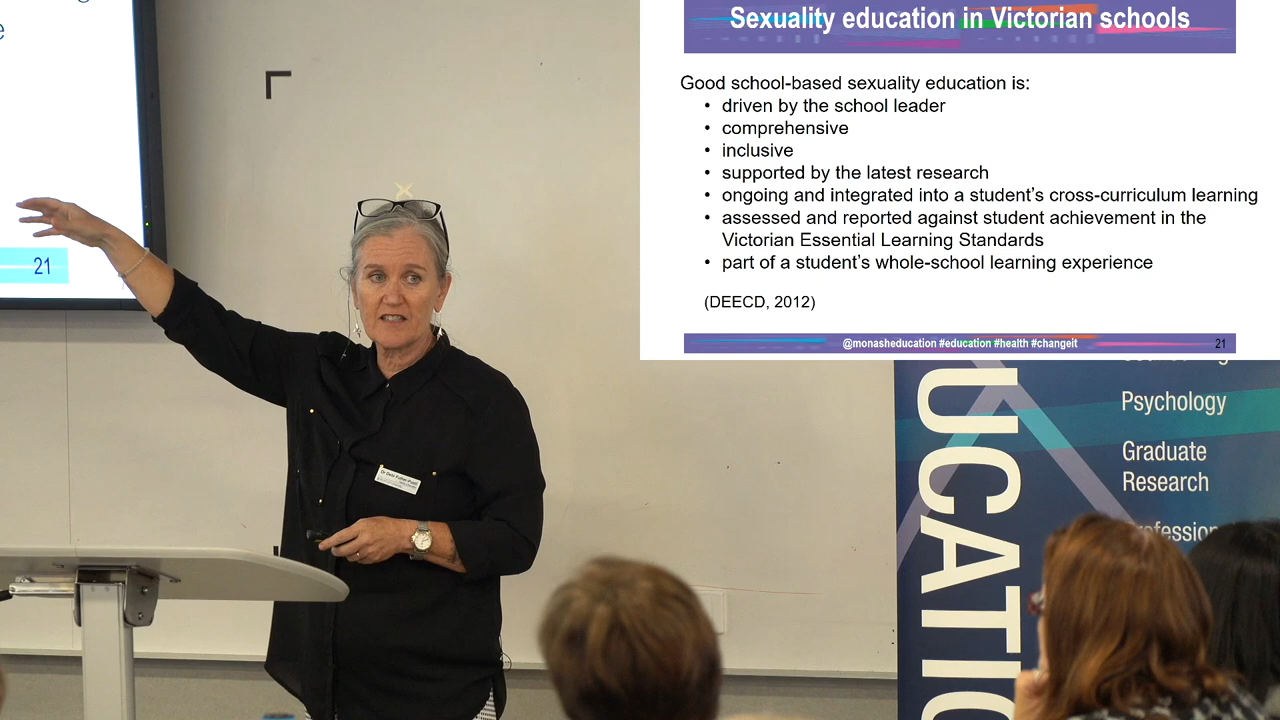 e
21
Sexuality education in Victorian schools
Good school-based sexuality education is:
• driven by the school leader
• comprehensive
• inclusive
• supported by the latest research
• ongoing and integrated into a student's cross-curriculum learning
• assessed and reported against student achievement in the
Victorian Essential Learning Standards
• part of a student's whole-school learning experience
(DEECD, 2012)
@monasheducation #education #health #changeit
21
UCATIO
Psychology
Graduate
Research